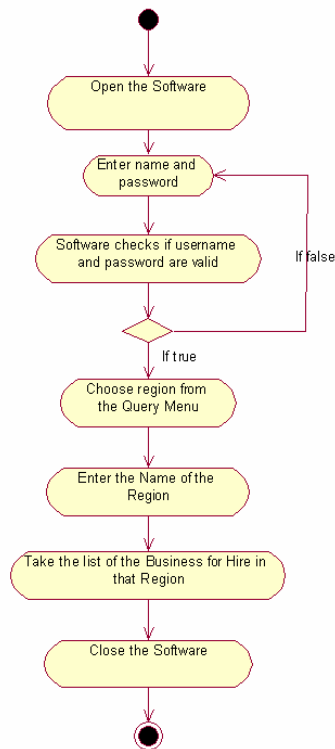 Open the Software
Enter name and
password
Software checks if username
and password are valid
If false
If true
Choose region from
the Query Menu
Enter the Name of the
Region
Take the list of the Business for Hire in
that Region
Close the Software